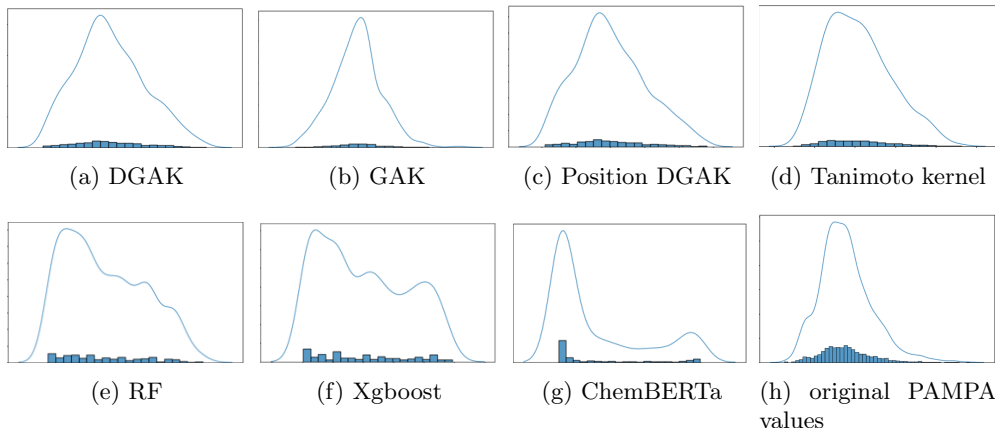 (a) DGAK
(b) GAK
(c) Position DGAK
(d) Tanimoto kernel
(e) RF
(f) Xgboost
(g) ChemBERTa
(h) original PAMPA
values